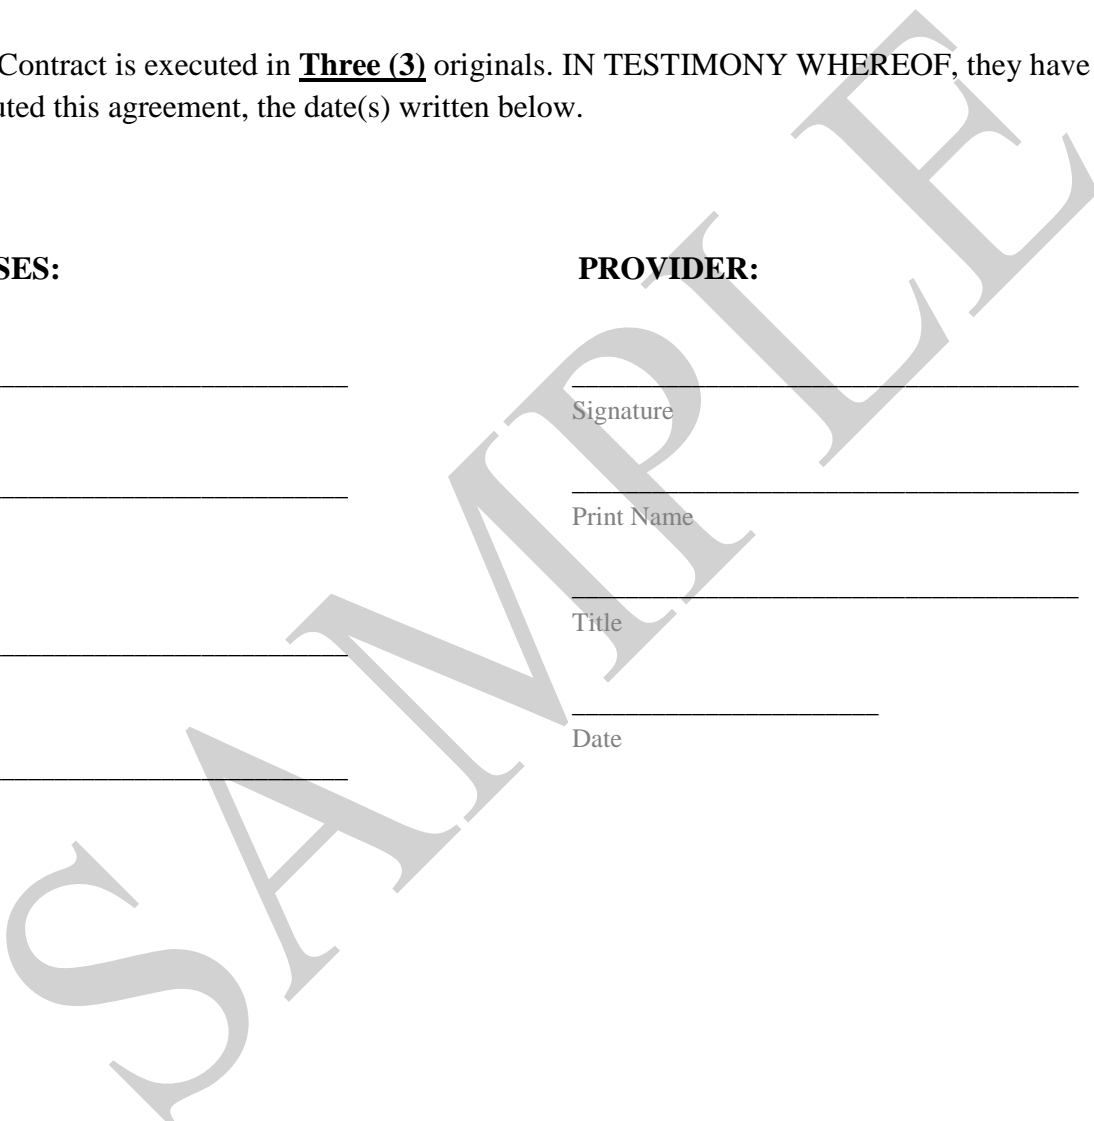 Contract is executed in Three (3) originals. IN TESTIMONY WHEREOF, they have
uted this agreement, the date(s) written below.
SES:
PROVIDER:
Signature
Print Name
Title
Date
SAMPLE